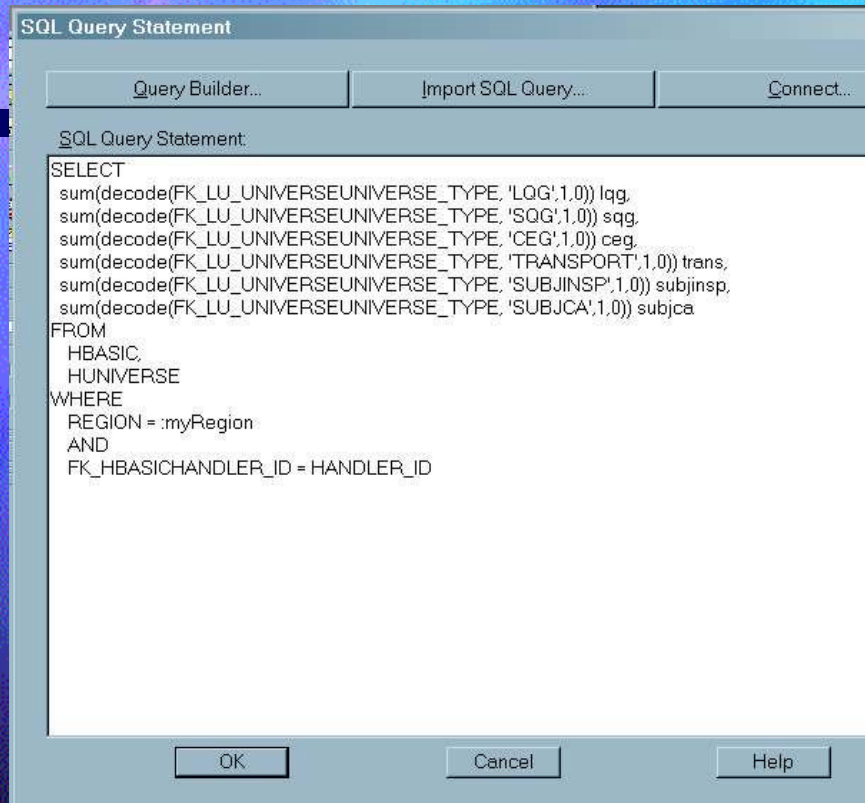 SQL Query Statement
Query Builder... Import SQL Query... Connect...
SQL Query Statement:
SELECT
sum(decode(FK_LU_UNIVERSEUNIVERSE_TYPE, 'LQG',1,0)) lqg,
sum(decode(FK_LU_UNIVERSEUNIVERSE_TYPE, 'SQG',1,0)) sqg,
sum(decode(FK_LU_UNIVERSEUNIVERSE_TYPE, 'CEG',1,0)) ceg,
sum(decode(FK_LU_UNIVERSEUNIVERSE_TYPE, 'TRANSPORT',1,0)) trans,
sum(decode(FK_LU_UNIVERSEUNIVERSE_TYPE, 'SUBJINSP',1,0)) subjinsp,
sum(decode(FK_LU_UNIVERSEUNIVERSE_TYPE, 'SUBJCA',1,0)) subjca
FROM
HBASIC,
HUNIVERSE
WHERE
REGION = :myRegion
AND
FK_HBASICHANDLER_ID = HANDLER_ID
OK Cancel Help